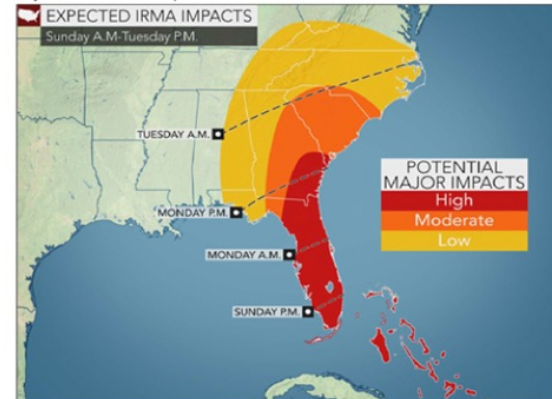 EXPECTED IRMA IMPACTS
Sunday A.M-Tuesday P.M.
TUESDAY A.M.
MONDAY P.M.
MONDAY A.M.
SUNDAY P.M.
POTENTIAL
MAJOR IMPACTS
High
Moderate
Low